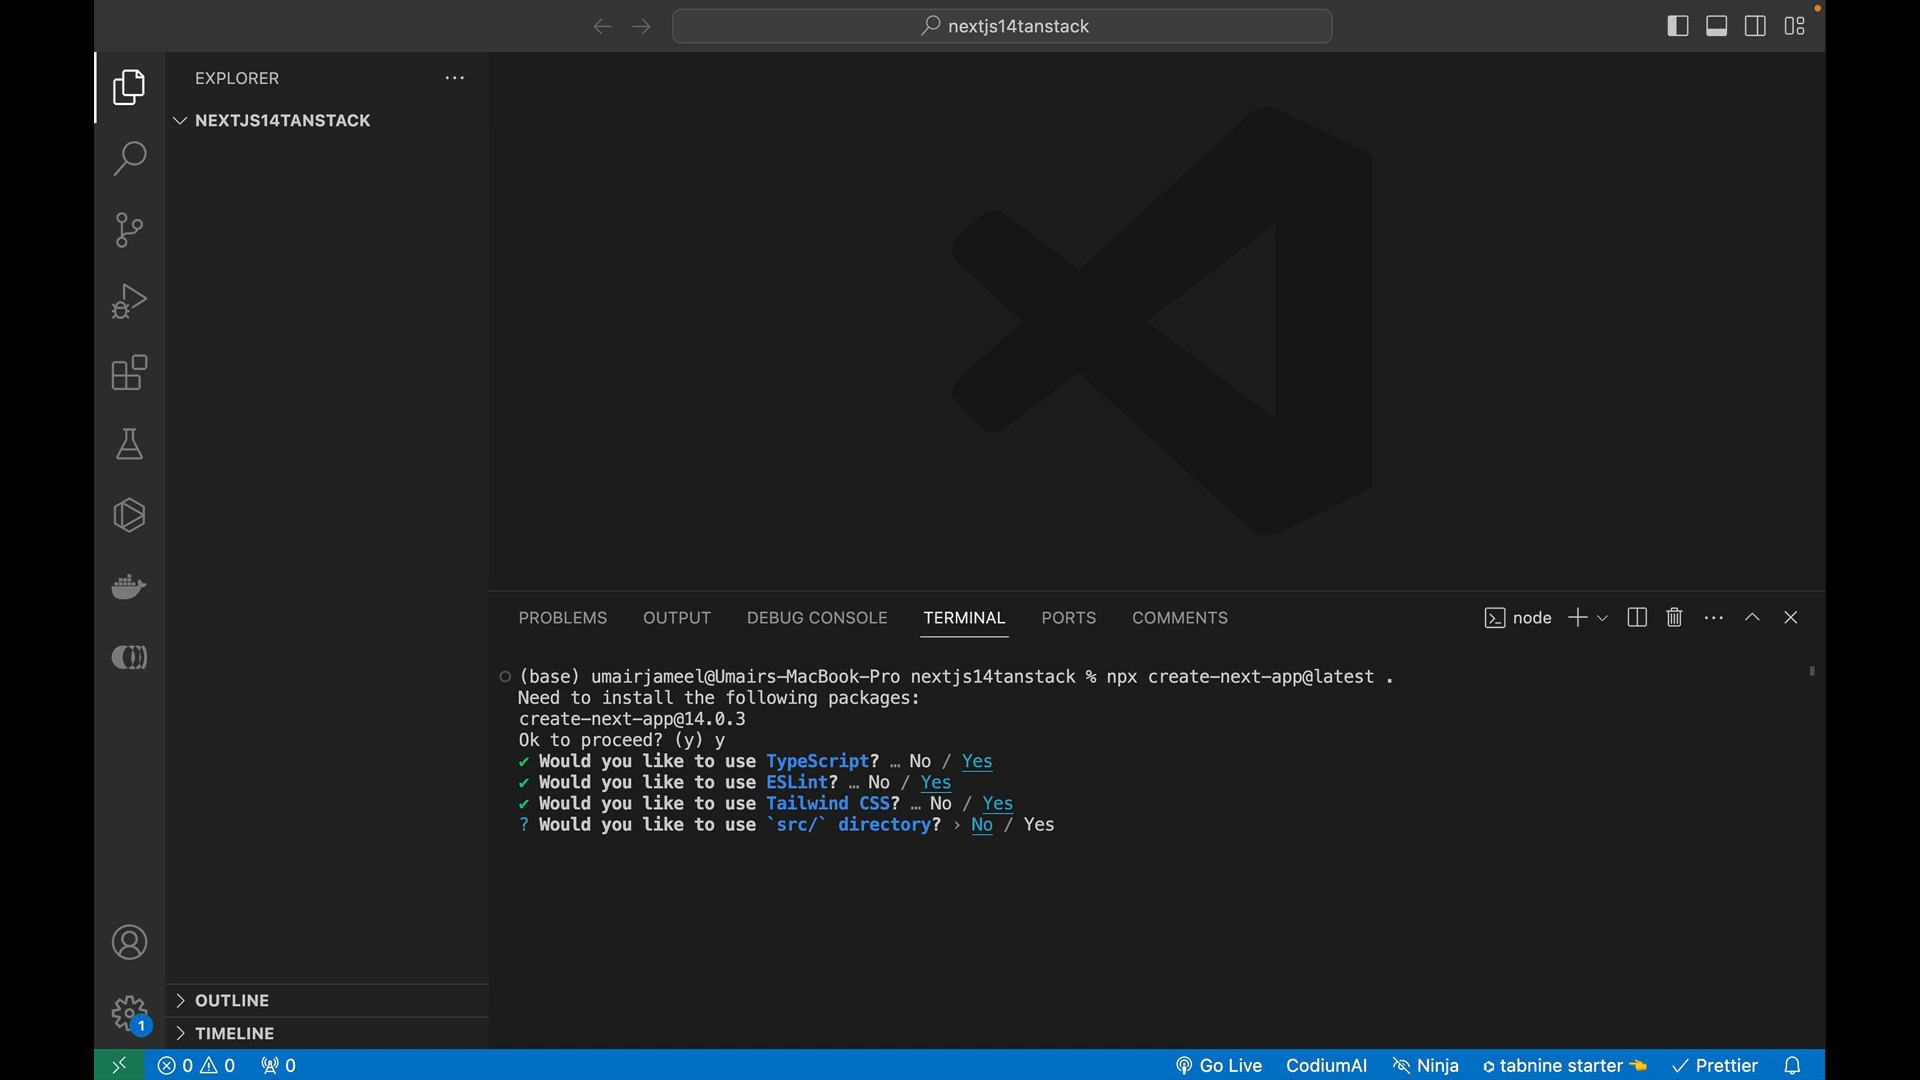 nextjs14tanstack
EXPLORER
NEXTJS14TANSTACK
PROBLEMS OUTPUT DEBUG CONSOLE TERMINAL PORTS COMMENTS node
(base) umairjameel@Umairs-MacBook-Pro nextjs14tanstack % npx create-next-app@latest .
Need to install the following packages:
create-next-app@14.0.3
Ok to proceed? (y) y
✔ Would you like to use TypeScript? … No / Yes
✔ Would you like to use ESLint? … No / Yes
✔ Would you like to use Tailwind CSS? … No / Yes
? Would you like to use `src/` directory? › No / Yes
OUTLINE
1
TIMELINE
0 0 0 Go Live CodiumAI Ninja tabnine starter 👈 Prettier